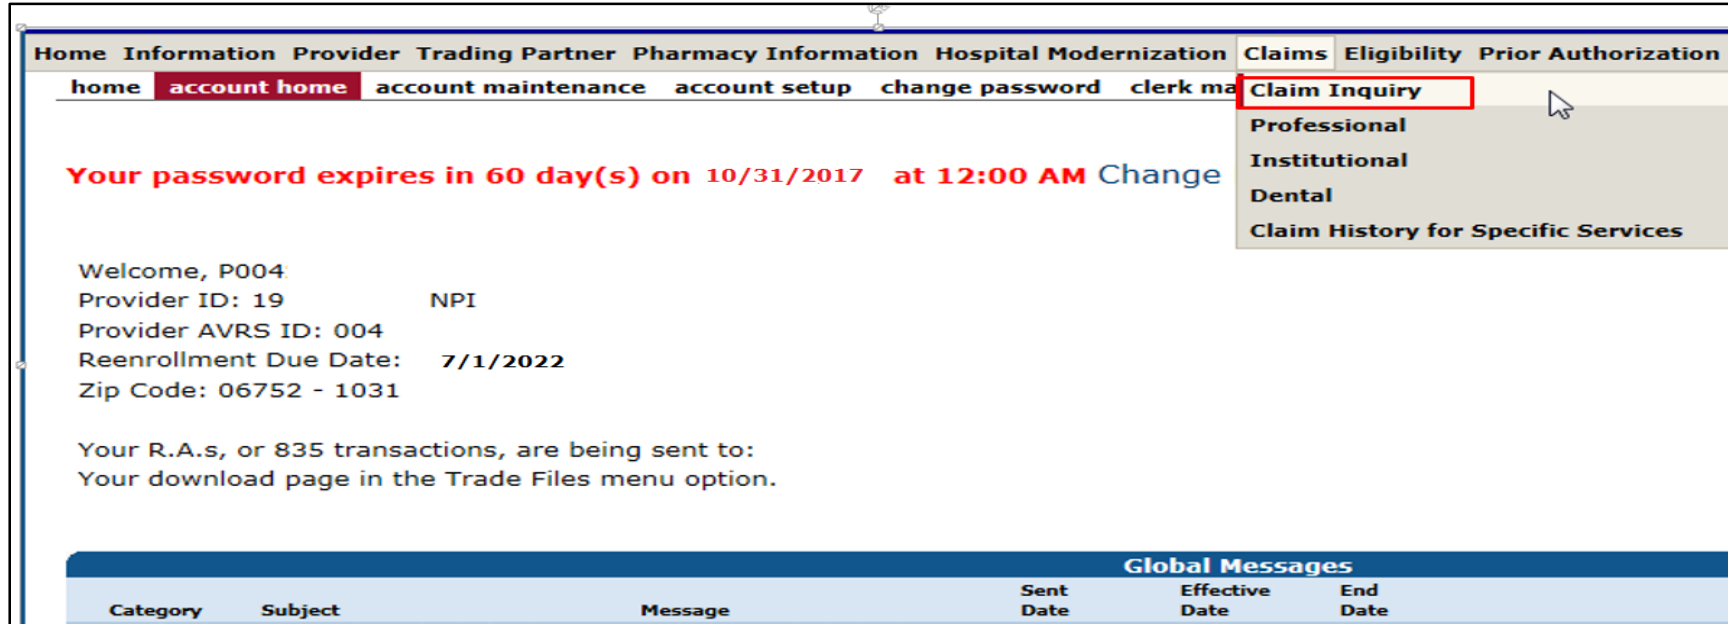 Home Information Provider Trading Partner Pharmacy Information Hospital Modernization Claims Eligibility Prior Authorization
home account home account maintenance account setup change password clerk ma
Claim Inquiry
Professional
Institutional
Dental
Claim History for Specific Services
Your password expires in 60 day(s) on 10/31/2017 at 12:00 AM Change
Welcome, P004
Provider ID: 19 NPI
Provider AVRS ID: 004
Reenrollment Due Date: 7/1/2022
Zip Code: 06752 - 1031
Your R.A.s, or 835 transactions, are being sent to:
Your download page in the Trade Files menu option.
Global Messages
Category Subject Message Sent Date Effective Date End Date